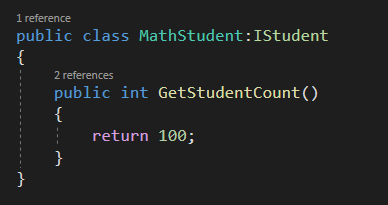 1 reference
public class MathStudent:IStudent
{
2 references
public int GetStudentCount()
{
return 100;
}
}